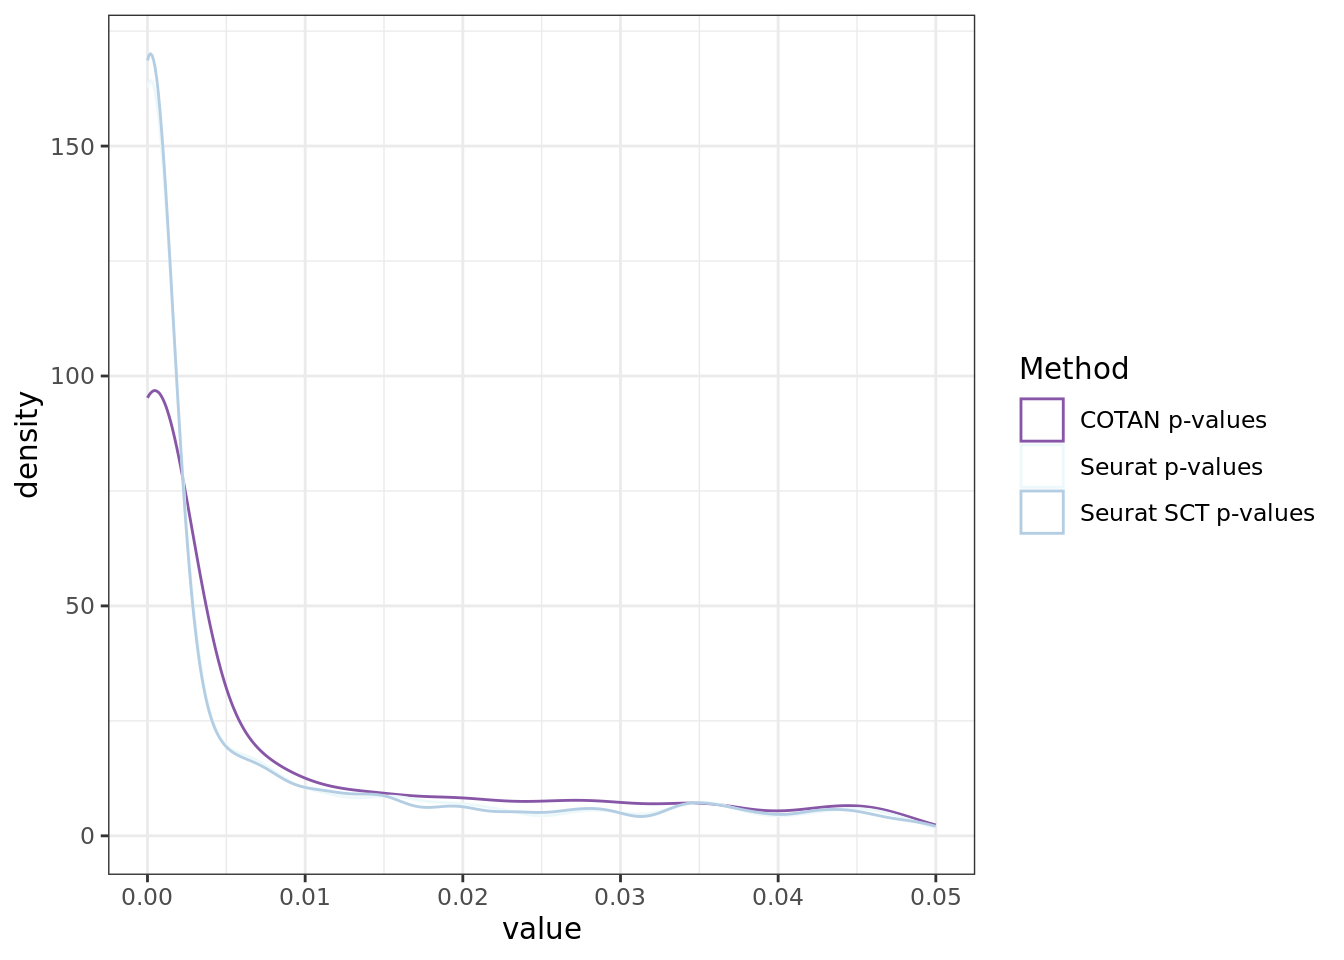 150
100
50
0
density
0.00 0.01 0.02 0.03 0.04 0.05
value
Method
COTAN p-values
Seurat p-values
Seurat SCT p-values